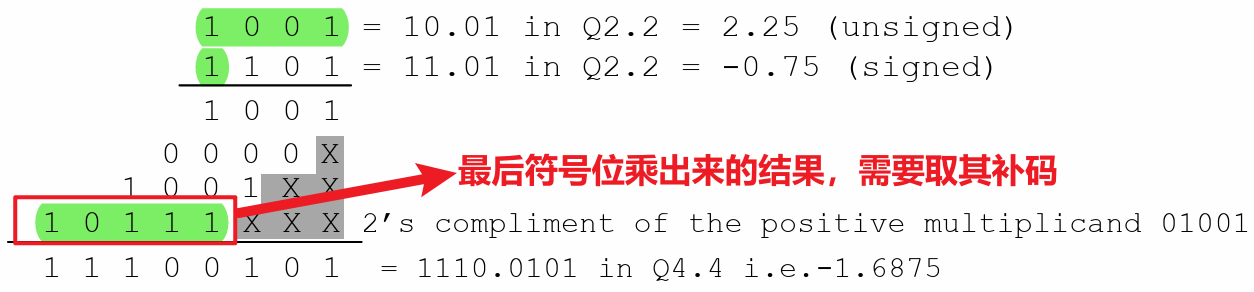 1 0 0 1 = 10.01 in Q2.2 = 2.25 (unsigned)
1 1 0 1 = 11.01 in Q2.2 = -0.75 (signed)
1 0 0 1
0 0 0 0 X
最后符号位乘出来的结果，需要取其补码
1 0 0 1 X X
1 0 1 1 1 X X X 2's compliment of the positive multiplicand 01001
1 1 1 0 0 1 0 1 = 1110.0101 in Q4.4 i.e.-1.6875